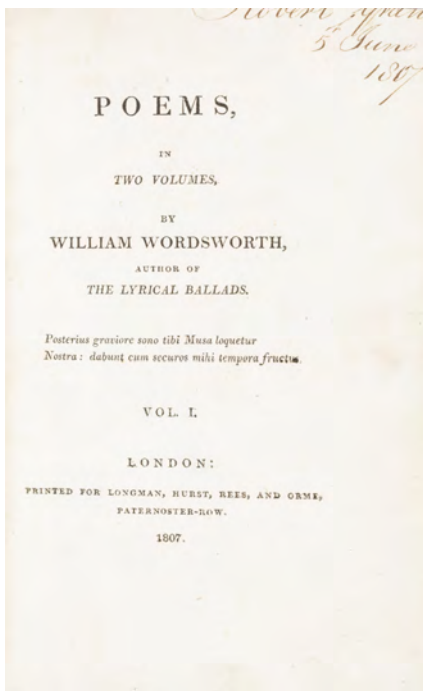 Robert
5th June
1807
POEMS,
IN
TWO VOLUMES,
BY
WILLIAM WORDSWORTH,
AUTHOR OF
THE LYRICAL BALLADS.
Posterius graviore sono tibi Musa loquetur
Nostra: dabunt cum securos mihi tempora fructus.
VOL. I.
LONDON:
PRINTED FOR LONGMAN, HURST, REES, AND ORME,
PATERNOSTER-ROW.
1807.